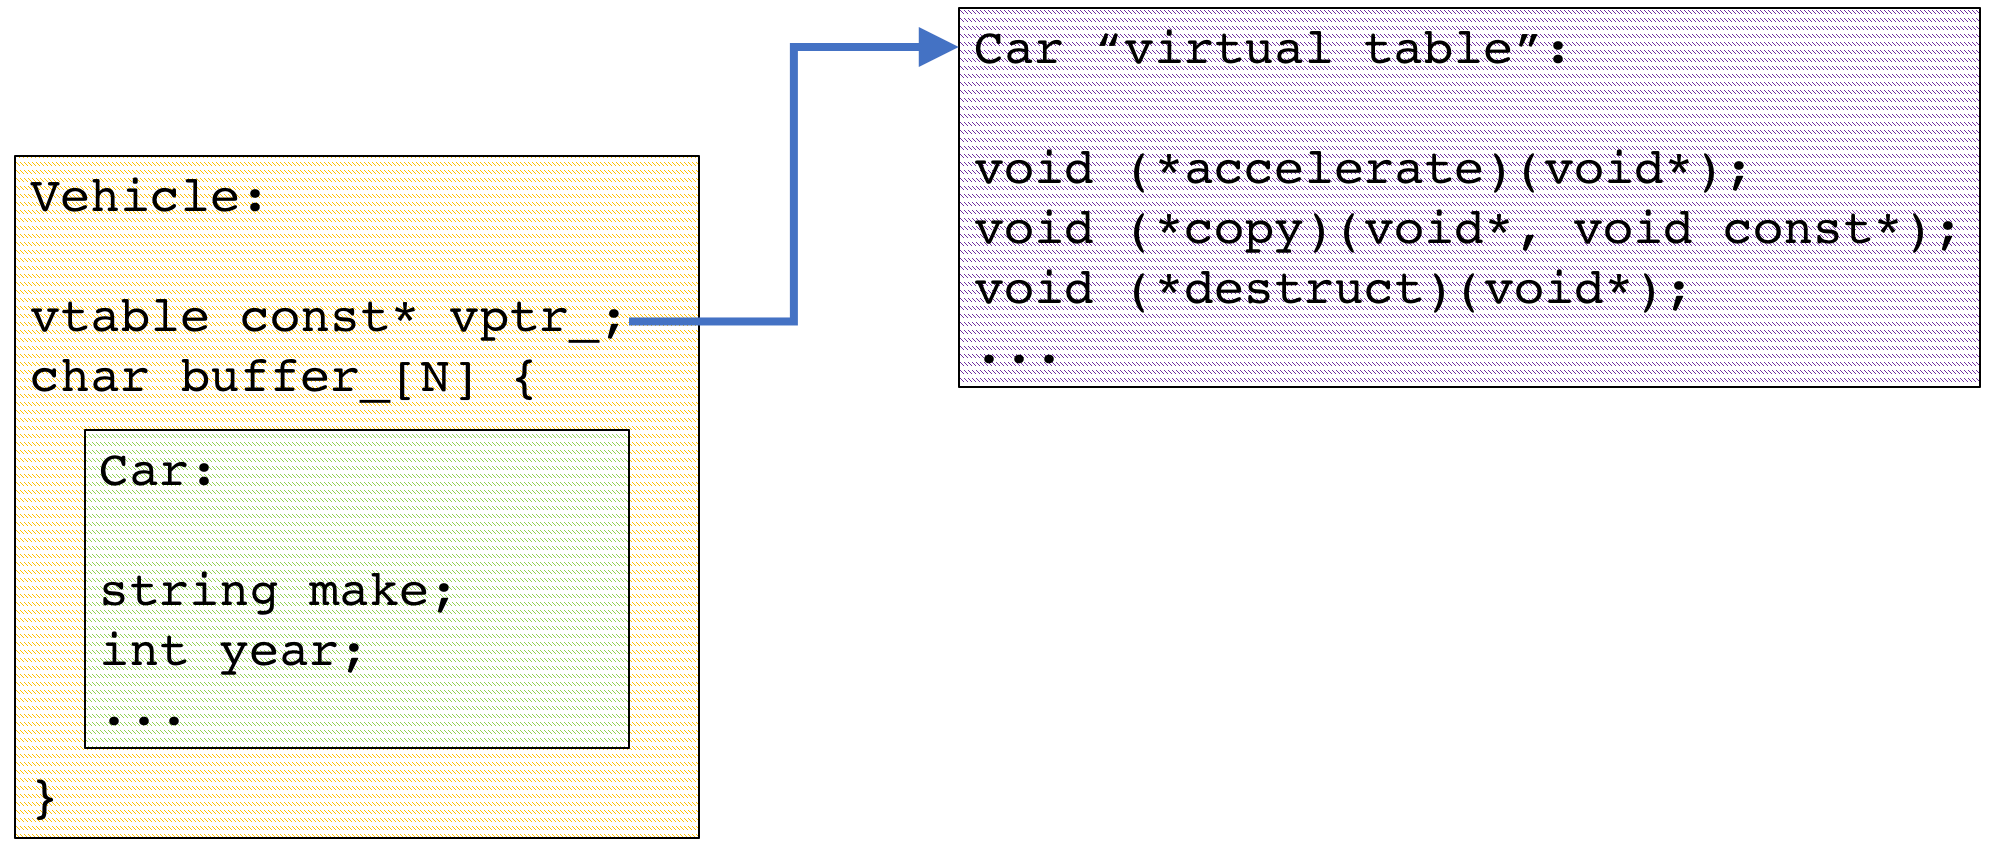 Car “virtual table”:
void (*accelerate)(void*);
void (*copy)(void*, void const*);
void (*destruct)(void*);
...
Vehicle:
vtable const* vptr_;
char buffer_[N] {
Car:
string make;
int year;
...
}